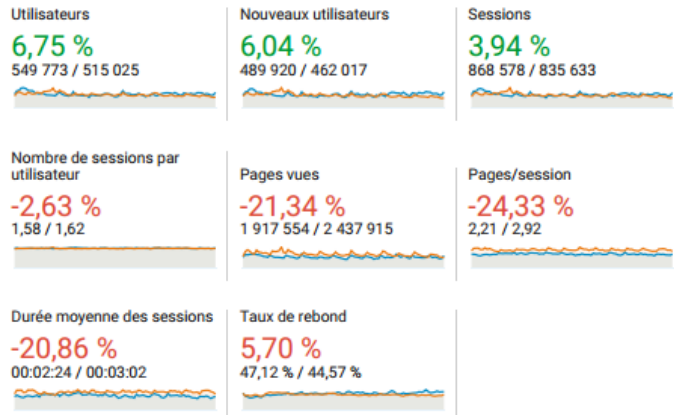 Utilisateurs
6,75 %
549 773 / 515 025
Nouveaux utilisateurs
6,04 %
489 920 / 462 017
Sessions
3,94 %
868 578 / 835 633
Nombre de sessions par
utilisateur
-2,63 %
1,58 / 1,62
Pages vues
-21,34 %
1 917 554 / 2 437 915
Pages/session
-24,33 %
2,21 / 2,92
Durée moyenne des sessions
-20,86 %
00:02:24 / 00:03:02
Taux de rebond
5,70 %
47,12 % / 44,57 %